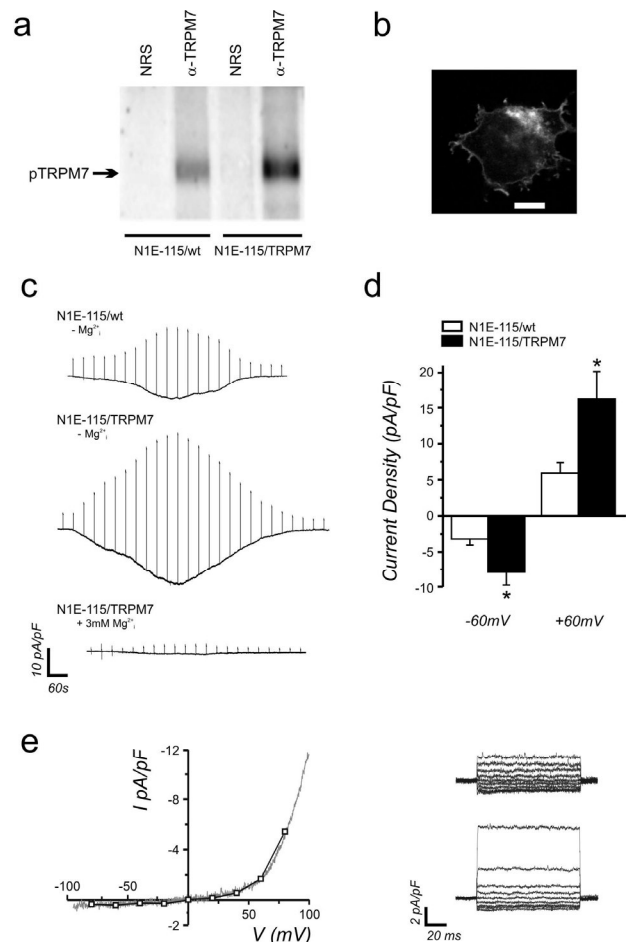 a
NRS
α-TRPM7
NRS
α-TRPM7
pTRPM7
N1E-115/wt
N1E-115/TRPM7
b
c
N1E-115/wt
- Mg²⁺ᵢ
N1E-115/TRPM7
- Mg²⁺ᵢ
N1E-115/TRPM7
+ 3mM Mg²⁺ᵢ
10 pA/pF
60s
d
N1E-115/wt
N1E-115/TRPM7
Current Density (pA/pF)
20
15
10
5
0
-5
-10
*
*
-60mV
+60mV
e
I pA/pF
-12
-8
-4
-2
-100
-50
0
50
100
V (mV)
2 pA/pF
20 ms